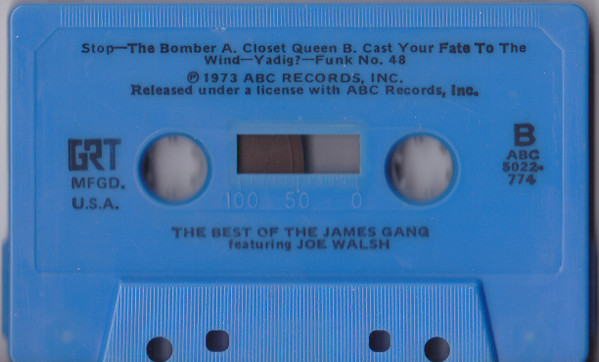 Stop—The Bomber A. Closet Queen B. Cast Your Fate To The
Wind—Yadig?—Funk No. 48
℗ 1973 ABC RECORDS, INC.
Released under a license with ABC Records, Inc.
GRT
MFGD.
U.S.A.
B
ABC
5022-
774
100 50 0
THE BEST OF THE JAMES GANG
featuring JOE WALSH